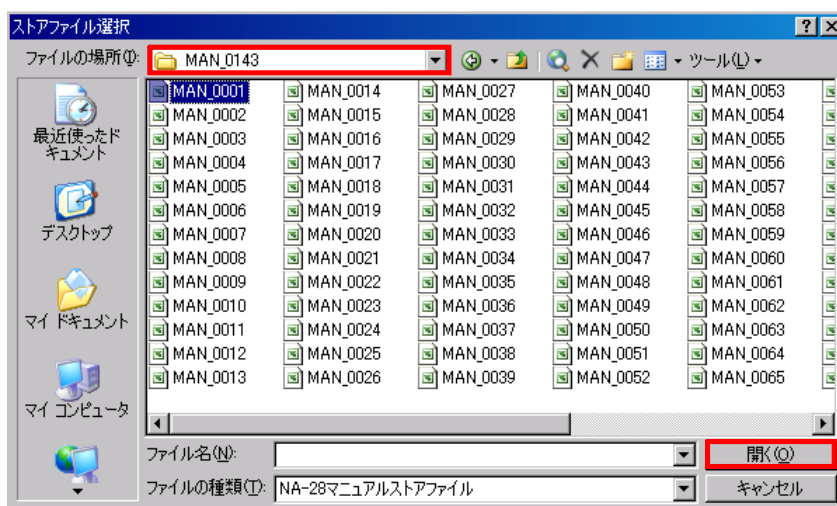 ストアファイル選択
ファイルの場所(I):
MAN_0143
ツール(L)
MAN_0001 MAN_0014 MAN_0027 MAN_0040 MAN_0053
MAN_0002 MAN_0015 MAN_0028 MAN_0041 MAN_0054
MAN_0003 MAN_0016 MAN_0029 MAN_0042 MAN_0055
MAN_0004 MAN_0017 MAN_0030 MAN_0043 MAN_0056
MAN_0005 MAN_0018 MAN_0031 MAN_0044 MAN_0057
MAN_0006 MAN_0019 MAN_0032 MAN_0045 MAN_0058
MAN_0007 MAN_0020 MAN_0033 MAN_0046 MAN_0059
MAN_0008 MAN_0021 MAN_0034 MAN_0047 MAN_0060
MAN_0009 MAN_0022 MAN_0035 MAN_0048 MAN_0061
MAN_0010 MAN_0023 MAN_0036 MAN_0049 MAN_0062
MAN_0011 MAN_0024 MAN_0037 MAN_0050 MAN_0063
MAN_0012 MAN_0025 MAN_0038 MAN_0051 MAN_0064
MAN_0013 MAN_0026 MAN_0039 MAN_0052 MAN_0065
最近使ったド
キュメント
デスクトップ
マイ ドキュメント
マイ コンピュータ
ファイル名(N):
開く(O)
ファイルの種類(T):
NA-28マニュアルストアファイル
キャンセル